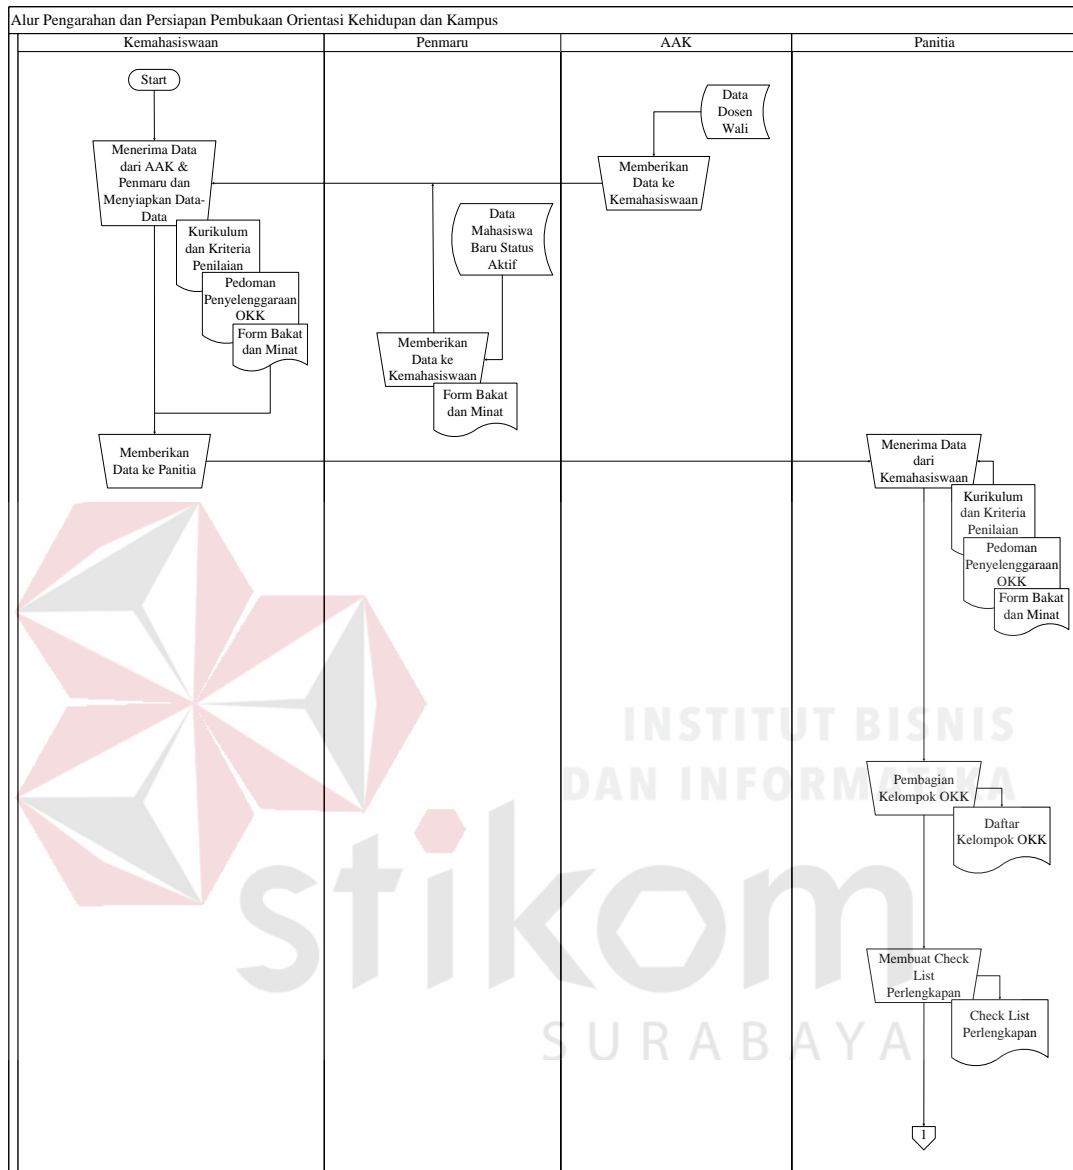 Alur Pengarahan dan Persiapan Pembukaan Orientasi Kehidupan dan Kampus
Kemahasiswaan
Penmaru
AAK
Panitia
Start
Data
Dosen
Wali
Menerima Data
dari AAK &
Penmaru dan
Menyiapkan Data-
Data
Memberikan
Data ke
Kemahasiswaan
Data
Mahasiswa
Baru Status
Aktif
Kurikulum
dan Kriteria
Penilaian
Pedoman
Penyelenggaraan
OKK
Form Bakat
dan Minat
Memberikan
Data ke
Kemahasiswaan
Form Bakat
dan Minat
Memberikan
Data ke Panitia
Menerima Data
dari
Kemahasiswaan
Kurikulum
dan Kriteria
Penilaian
Pedoman
Penyelenggaraan
OKK
Form Bakat
dan Minat
INSTITUT BISNIS
DAN INFORMATIKA
Pembagian
Kelompok OKK
Daftar
Kelompok OKK
stikom
SURABAYA
Membuat Check
List
Perlengkapan
Check List
Perlengkapan
1